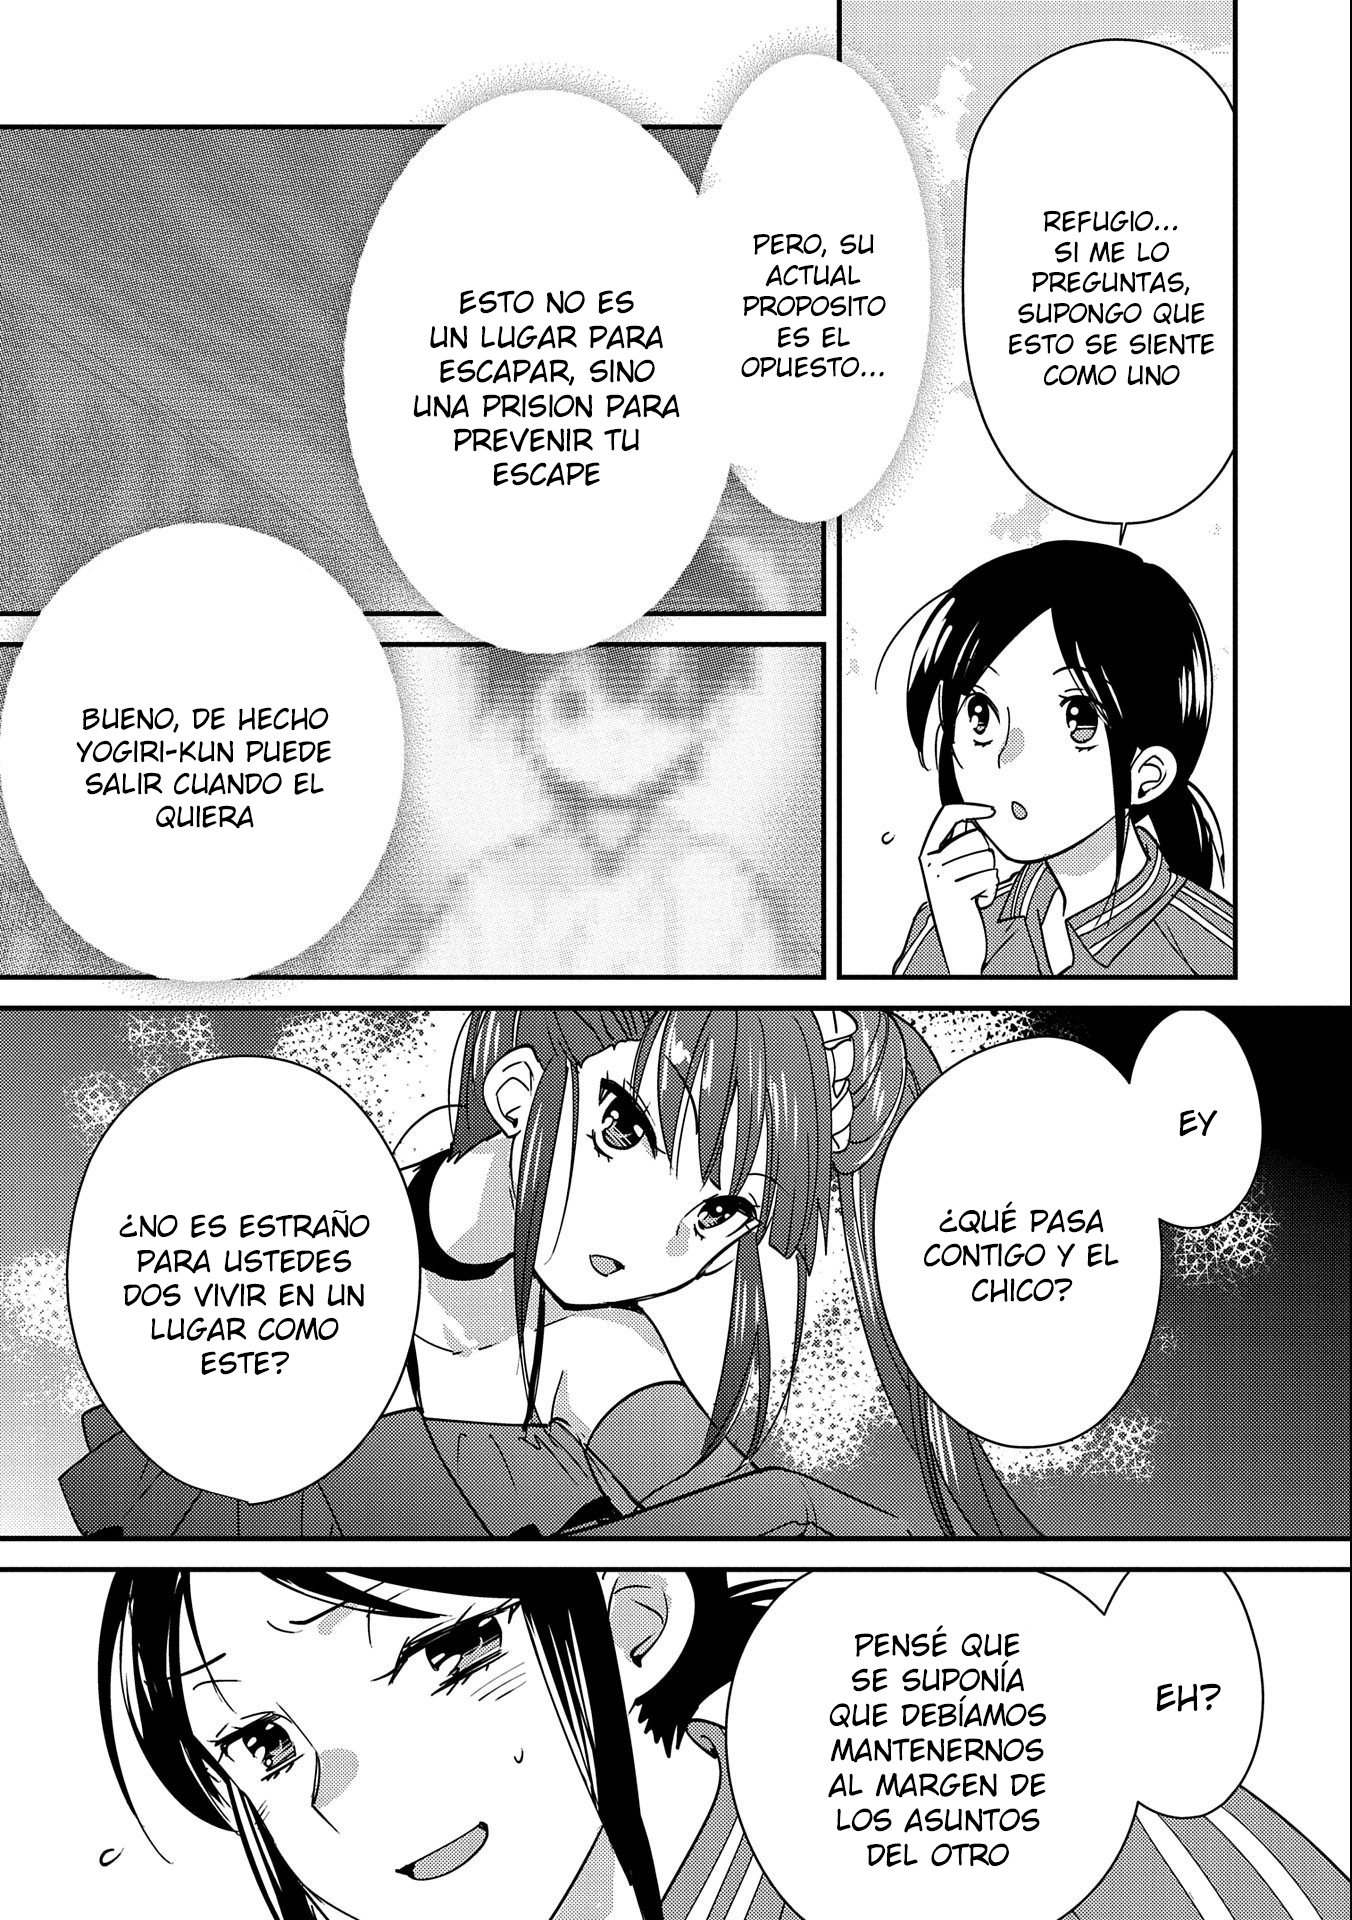 REFUGIO...
SI ME LO
PREGUNTAS,
SUPONGO QUE
ESTO SE SIENTE
COMO UNO
PERO, SU
ACTUAL
PROPOSITO
ES EL
OPUESTO...
ESTO NO ES
UN LUGAR PARA
ESCAPAR, SINO
UNA PRISION PARA
PREVENIR TU
ESCAPE
BUENO, DE HECHO
YOGIRI-KUN PUEDE
SALIR CUANDO EL
QUIERA
EY
¿QUÉ PASA
CONTIGO Y EL
CHICO?
¿NO ES ESTRAÑO
PARA USTEDES
DOS VIVIR EN UN
LUGAR COMO
ESTE?
EH?
PENSÉ QUE
SE SUPONÍA
QUE DEBÍAMOS
MANTENERNOS
AL MARGEN DE
LOS ASUNTOS
DEL OTRO